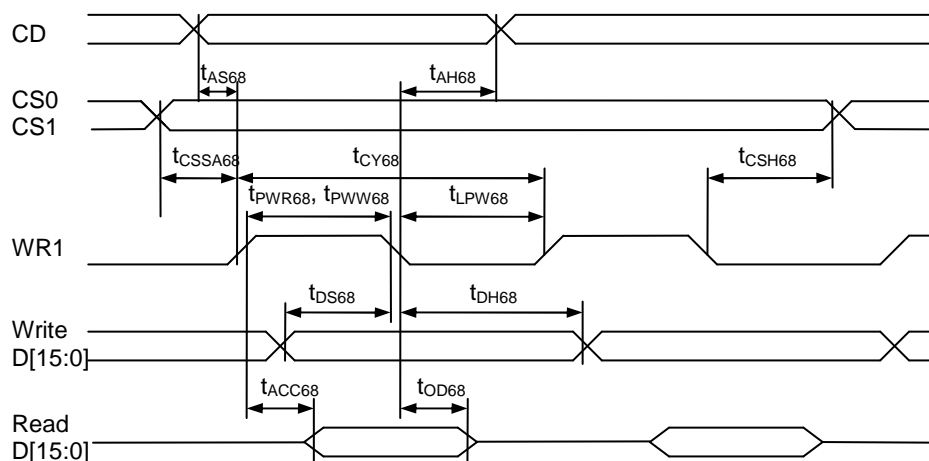 CD
tAS68 tAH68
CS0
CS1
tCSSA68 tCY68 tCSH68
tPWR68, tPWW68 tLPW68
WR1
tDS68 tDH68
Write
D[15:0]
tACC68 tOD68
Read
D[15:0]